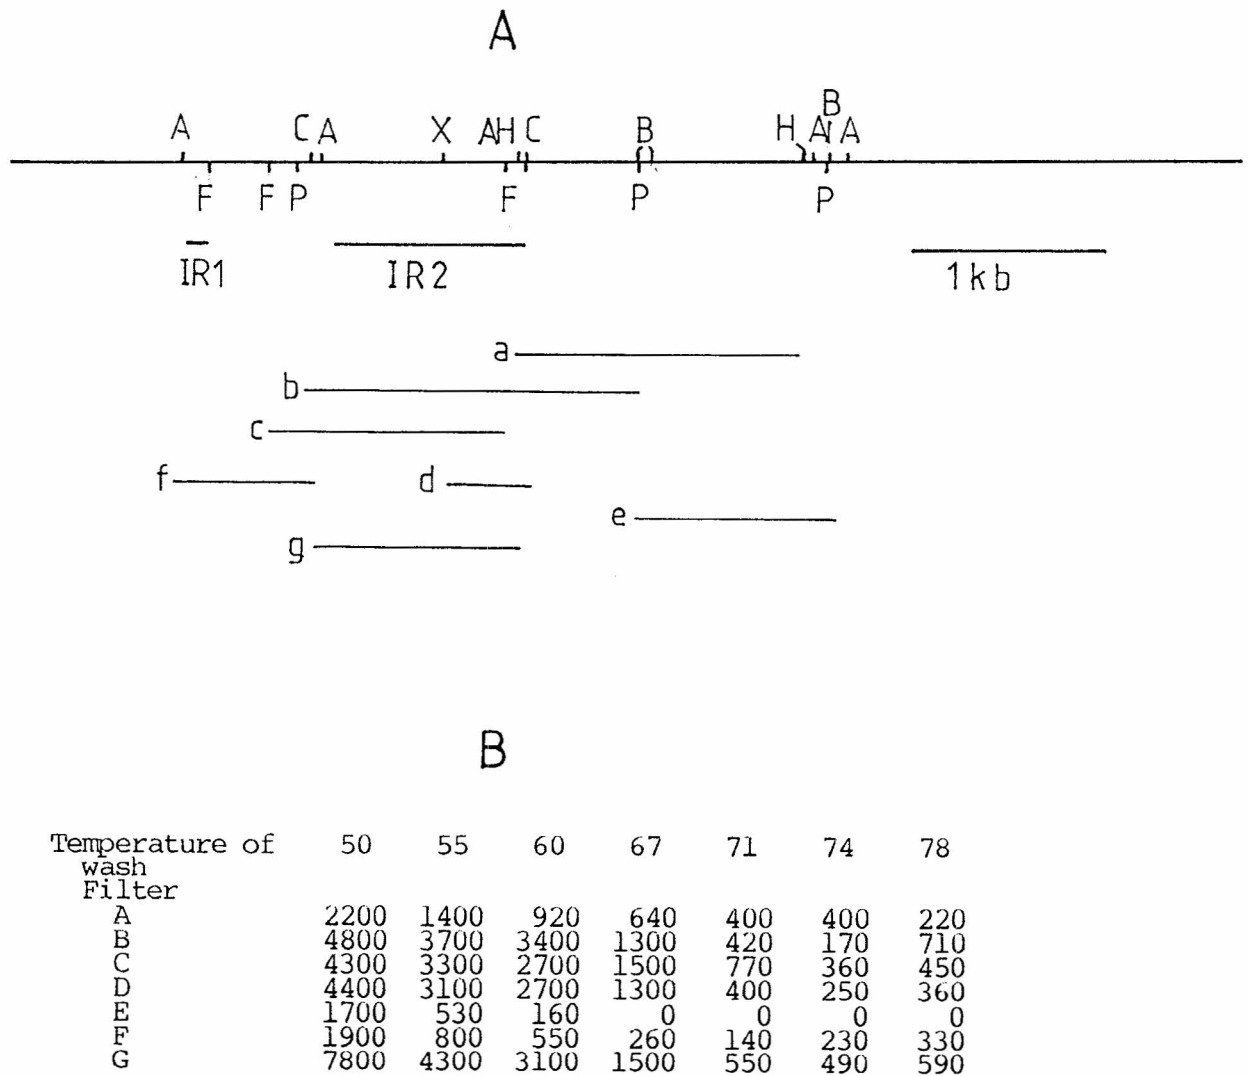 A
B
A C A X A H C B H A A
F F P F P P
IR1 IR2 1kb
a
b
c
f d
e
g
B
Temperature of 50 55 60 67 71 74 78
wash
Filter
A 2200 1400 920 640 400 400 220
B 4800 3700 3400 1300 420 170 710
C 4300 3300 2700 1500 770 360 450
D 4400 3100 2700 1300 400 250 360
E 1700 530 160 0 0 0 0
F 1900 800 550 260 140 230 330
G 7800 4300 3100 1500 550 490 590